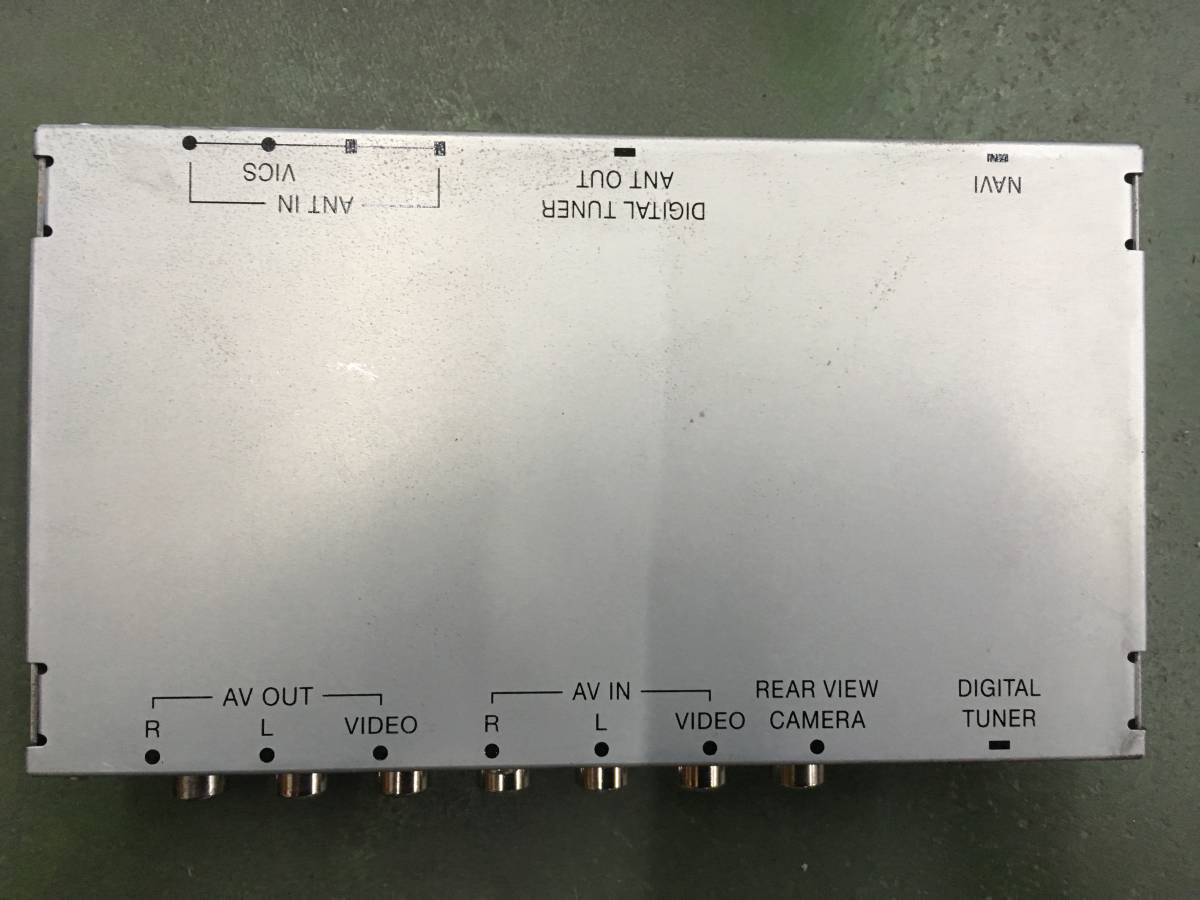 VICS
ANT IN
DIGITAL TUNER
ANT OUT
NAVI
AV OUT
R L VIDEO
AV IN
R L VIDEO
REAR VIEW
CAMERA
DIGITAL
TUNER